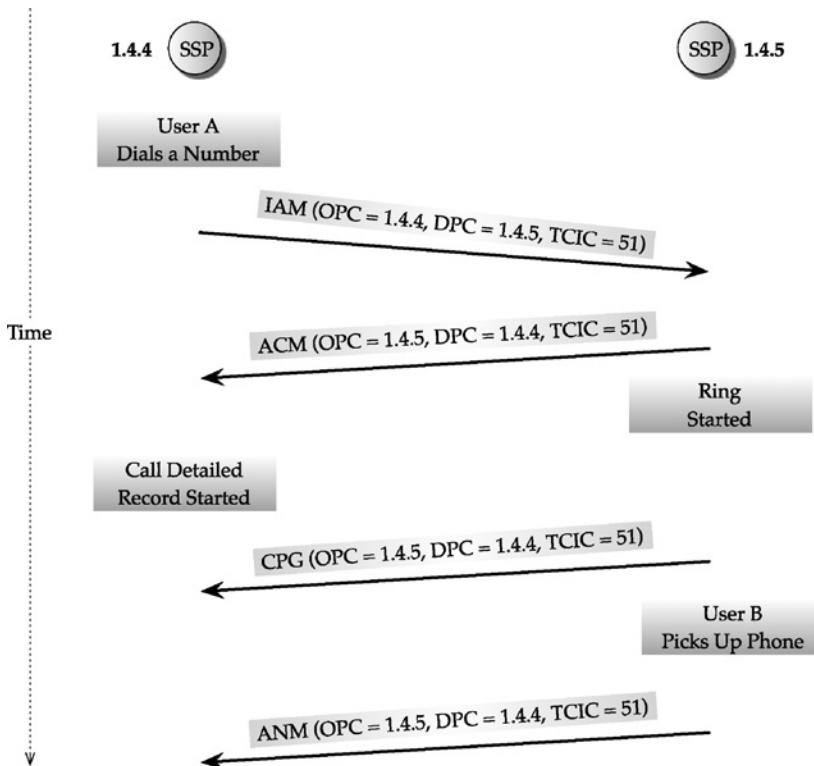 1.4.4 SSP SSP 1.4.5
User A
Dials a Number
IAM (OPC = 1.4.4, DPC = 1.4.5, TCIC = 51)
Time
ACM (OPC = 1.4.5, DPC = 1.4.4, TCIC = 51)
Ring
Started
Call Detailed
Record Started
CPG (OPC = 1.4.5, DPC = 1.4.4, TCIC = 51)
User B
Picks Up Phone
ANM (OPC = 1.4.5, DPC = 1.4.4, TCIC = 51)